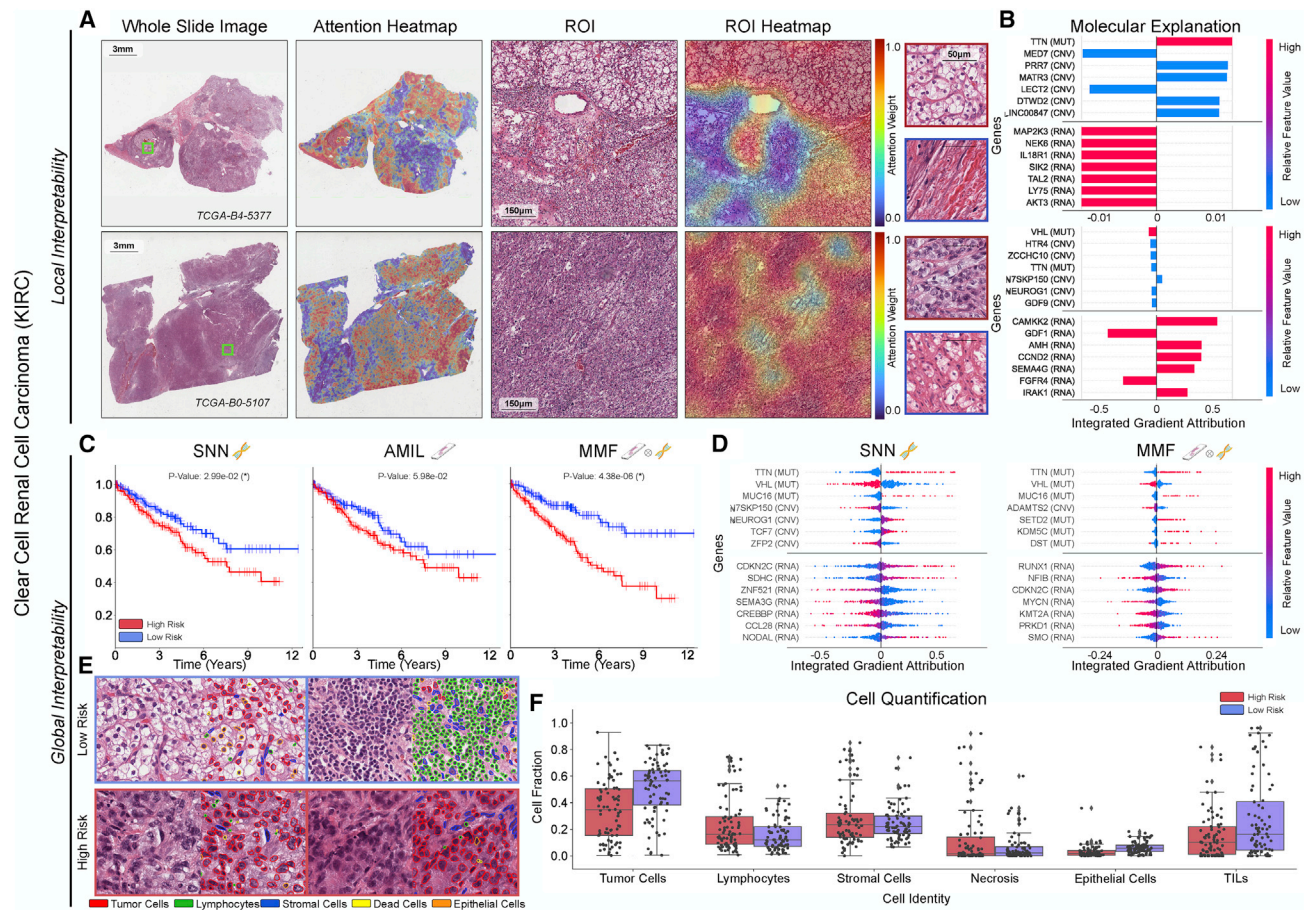 Clear Cell Renal Cell Carcinoma (KIRC)
Local Interpretability
Global Interpretability
A
Whole Slide Image
Attention Heatmap
ROI
ROI Heatmap
3mm
TCGA-B4-5377
150µm
1.0
Attention Weight
0.0
50µm
3mm
TCGA-B0-5107
150µm
1.0
Attention Weight
0.0
B
Molecular Explanation
Genes
TTN (MUT)
MED7 (CNV)
PRR7 (CNV)
MATR3 (CNV)
LECT2 (CNV)
DTWD2 (CNV)
LINC00847 (CNV)
MAP2K3 (RNA)
NEK6 (RNA)
IL18R1 (RNA)
SIK2 (RNA)
TAL2 (RNA)
LY75 (RNA)
AKT3 (RNA)
-0.01 0 0.01
High
Relative Feature Value
Low
Genes
VHL (MUT)
HTR4 (CNV)
ZCCHC10 (CNV)
TTN (MUT)
N7SKP150 (CNV)
NEUROG1 (CNV)
GDF9 (CNV)
CAMKK2 (RNA)
GDF1 (RNA)
AMH (RNA)
CCND2 (RNA)
SEMA4G (RNA)
FGFR4 (RNA)
IRAK1 (RNA)
-0.5 0 0.5
Integrated Gradient Attribution
High
Relative Feature Value
Low
C
SNN
AMIL
MMF
P-Value: 2.99e-02 (*)
P-Value: 5.98e-02
P-Value: 4.38e-06 (*)
1.0
0.8
0.6
0.4
0.2
High Risk
Low Risk
0 3 6 9 12
Time (Years)
0 3 6 9 12
Time (Years)
0 3 6 9 12
Time (Years)
D
SNN
MMF
Genes
TTN (MUT)
VHL (MUT)
MUC16 (MUT)
N7SKP150 (CNV)
NEUROG1 (CNV)
TCF7 (CNV)
ZFP2 (CNV)
CDKN2C (RNA)
SDHC (RNA)
ZNF521 (RNA)
SEMA3G (RNA)
CREBBP (RNA)
CCL28 (RNA)
NODAL (RNA)
-0.5 0 0.5
Integrated Gradient Attribution
TTN (MUT)
VHL (MUT)
MUC16 (MUT)
ADAMTS2 (CNV)
SETD2 (MUT)
KDM5C (MUT)
DST (MUT)
RUNX1 (RNA)
NFIB (RNA)
CDKN2C (RNA)
MYCN (RNA)
KMT2A (RNA)
PRKD1 (RNA)
SMO (RNA)
-0.24 0 0.24
Integrated Gradient Attribution
High
Relative Feature Value
Low
E
Low Risk
High Risk
Tumor Cells Lymphocytes Stromal Cells Dead Cells Epithelial Cells
F
Cell Quantification
High Risk
Low Risk
Cell Fraction
1.0
0.8
0.6
0.4
0.2
0.0
Tumor Cells Lymphocytes Stromal Cells Necrosis Epithelial Cells TILs
Cell Identity